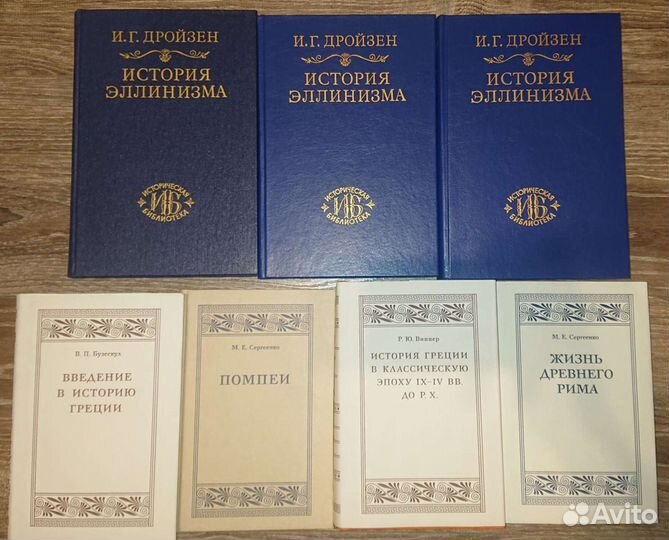 И. Г. ДРОЙЗЕН
ИСТОРИЯ
ЭЛЛИНИЗМА
ИСТОРИЧЕСКАЯ
ИБ
БИБЛИОТЕКА
И. Г. ДРОЙЗЕН
ИСТОРИЯ
ЭЛЛИНИЗМА
ИСТОРИЧЕСКАЯ
ИБ
БИБЛИОТЕКА
И. Г. ДРОЙЗЕН
ИСТОРИЯ
ЭЛЛИНИЗМА
ИСТОРИЧЕСКАЯ
ИБ
БИБЛИОТЕКА
В. П. Бузескул
ВВЕДЕНИЕ
В ИСТОРИЮ
ГРЕЦИИ
М. Е. Сергеенко
ПОМПЕИ
Р. Ю. Виппер
ИСТОРИЯ ГРЕЦИИ
В КЛАССИЧЕСКУЮ
ЭПОХУ IX–IV ВВ.
ДО Р. Х.
М. Е. Сергеенко
ЖИЗНЬ
ДРЕВНЕГО
РИМА
Avito